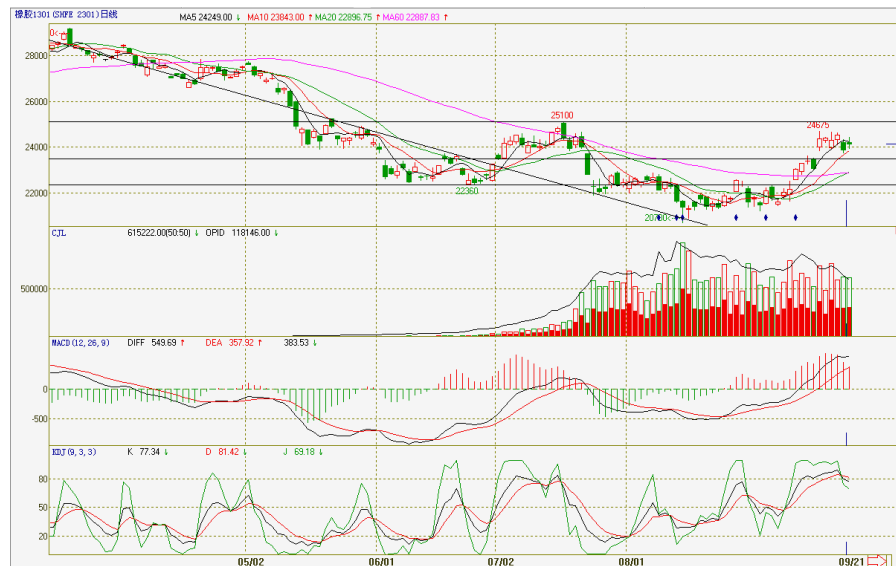 橡胶1301(SHFE 2301)日线 MA5 24249.00 ↓ MA10 23843.00 ↑ MA20 22896.75 ↑ MA60 22887.83 ↑
28000
26000
25100
24675
24000
22360
22000
CJL 615222.00(50:50) ↓ OPID 118146.00 ↓
500000
MACD(12,26,9) DIFF 549.69 ↑ DEA 357.92 ↑ 383.53 ↓
0
-500
KDJ(9,3,3) K 77.34 ↓ D 81.42 ↓ J 69.18 ↓
80
50
20
05/02 06/01 07/02 08/01 09/21